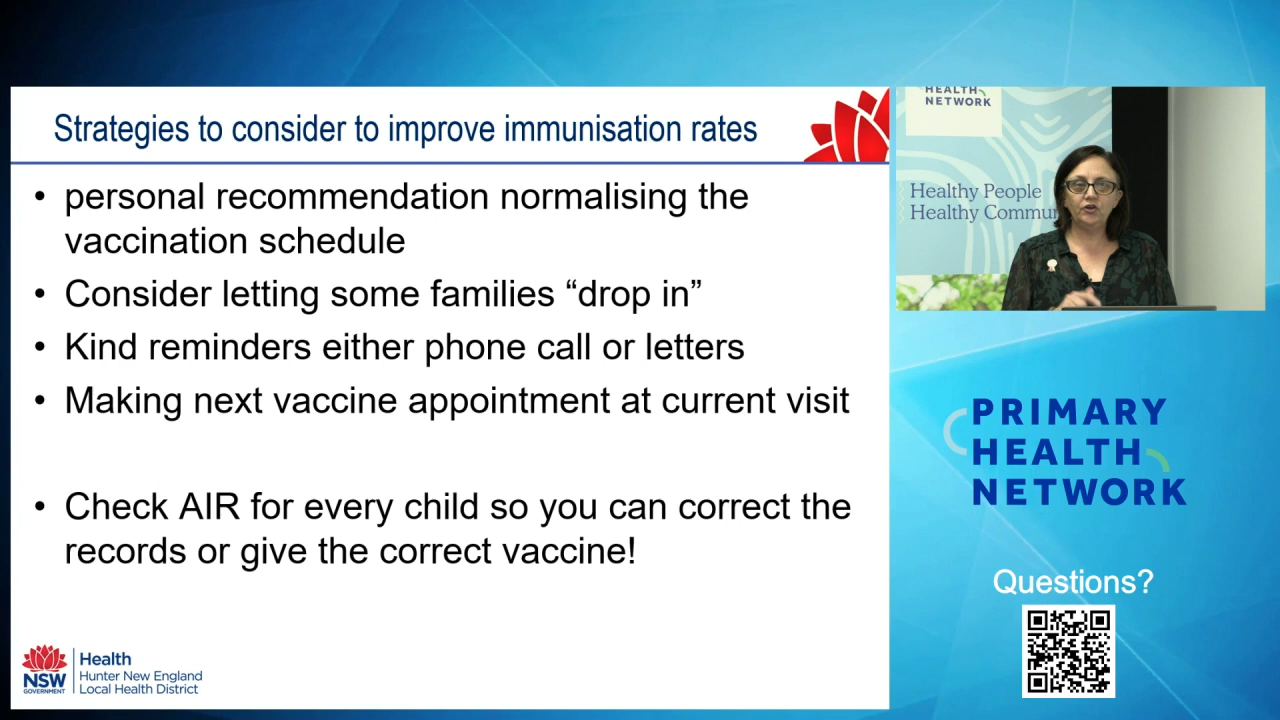 Strategies to consider to improve immunisation rates
• personal recommendation normalising the
vaccination schedule
• Consider letting some families “drop in”
• Kind reminders either phone call or letters
• Making next vaccine appointment at current visit
• Check AIR for every child so you can correct the
records or give the correct vaccine!
NSW
GOVERNMENT
Health
Hunter New England
Local Health District
HEALTH
NETWORK
Healthy People
Healthy Commu
PRIMARY
HEALTH
NETWORK
Questions?